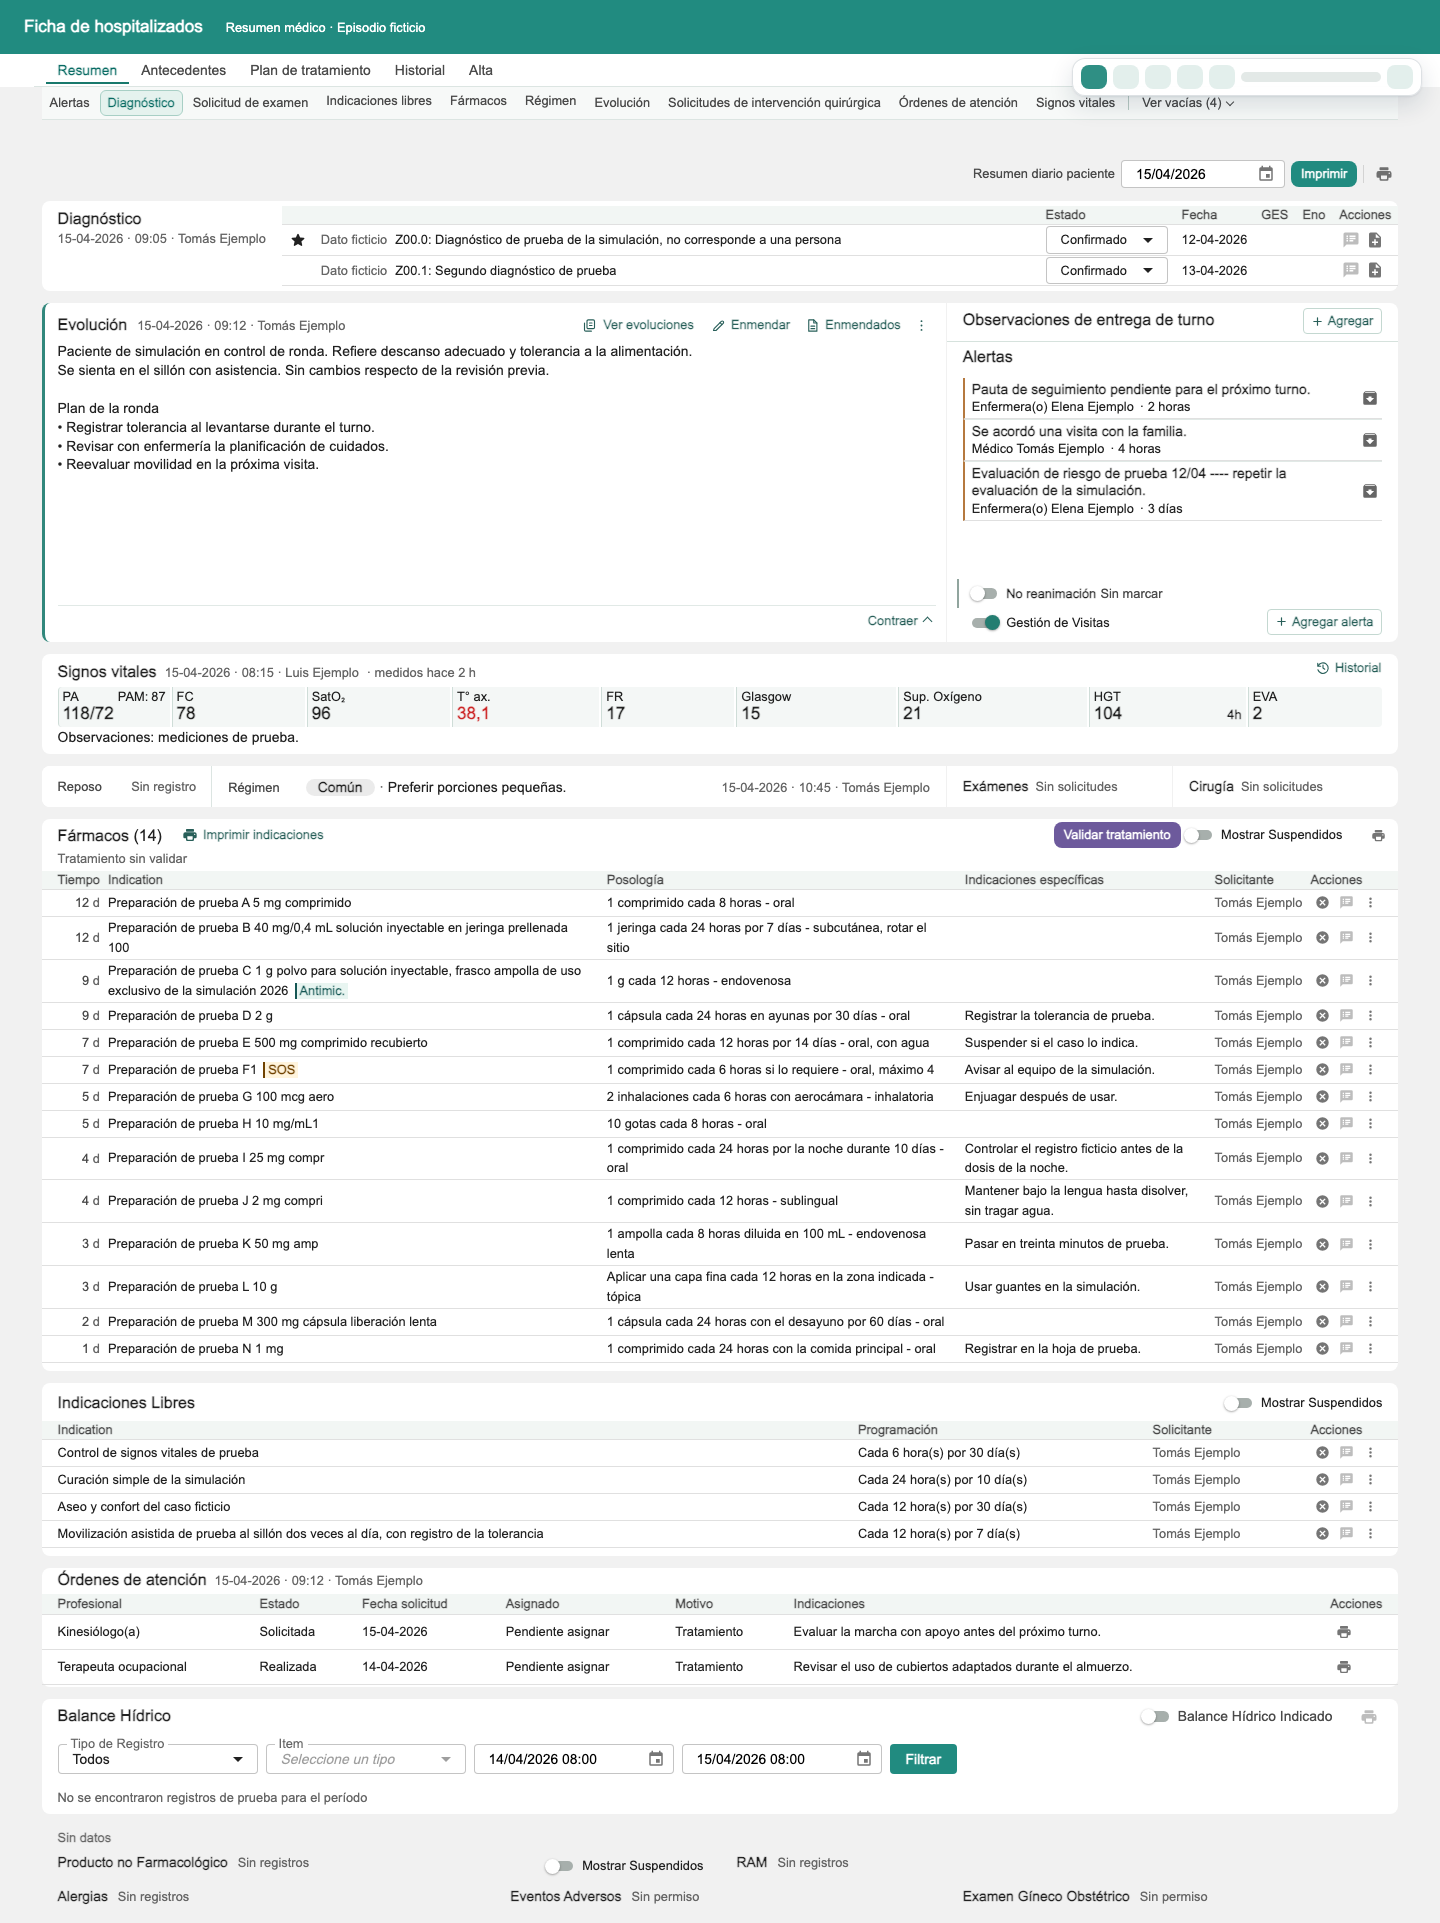 Ficha de hospitalizados Resumen médico · Episodio ficticio
Resumen Antecedentes Plan de tratamiento Historial Alta
Alertas Diagnóstico Solicitud de examen Indicaciones libres Fármacos Régimen Evolución Solicitudes de intervención quirúrgica Órdenes de atención Signos vitales Ver vacías (4)
Resumen diario paciente 15/04/2026 Imprimir
Diagnóstico
15-04-2026 · 09:05 · Tomás Ejemplo
Estado Fecha GES Eno Acciones
Dato ficticio Z00.0: Diagnóstico de prueba de la simulación, no corresponde a una persona Confirmado 12-04-2026
Dato ficticio Z00.1: Segundo diagnóstico de prueba Confirmado 13-04-2026
Evolución 15-04-2026 · 09:12 · Tomás Ejemplo Ver evoluciones Enmendar Enmendados
Paciente de simulación en control de ronda. Refiere descanso adecuado y tolerancia a la alimentación.
Se sienta en el sillón con asistencia. Sin cambios respecto de la revisión previa.
Plan de la ronda
• Registrar tolerancia al levantarse durante el turno.
• Revisar con enfermería la planificación de cuidados.
• Reevaluar movilidad en la próxima visita.
Contraer
Observaciones de entrega de turno + Agregar
Alertas
Pauta de seguimiento pendiente para el próximo turno.
Enfermera(o) Elena Ejemplo · 2 horas
Se acordó una visita con la familia.
Médico Tomás Ejemplo · 4 horas
Evaluación de riesgo de prueba 12/04 ---- repetir la
evaluación de la simulación.
Enfermera(o) Elena Ejemplo · 3 días
No reanimación Sin marcar
Gestión de Visitas + Agregar alerta
Signos vitales 15-04-2026 · 08:15 · Luis Ejemplo · medidos hace 2 h Historial
PA PAM: 87 FC SatO₂ T° ax. FR Glasgow Sup. Oxígeno HGT EVA
118/72 78 96 38,1 17 15 21 104 4h 2
Observaciones: mediciones de prueba.
Reposo Sin registro Régimen Común · Preferir porciones pequeñas. 15-04-2026 · 10:45 · Tomás Ejemplo Exámenes Sin solicitudes Cirugía Sin solicitudes
Fármacos (14) Imprimir indicaciones Validar tratamiento Mostrar Suspendidos
Tratamiento sin validar
Tiempo Indication Posología Indicaciones específicas Solicitante Acciones
12 d Preparación de prueba A 5 mg comprimido 1 comprimido cada 8 horas - oral Tomás Ejemplo
12 d Preparación de prueba B 40 mg/0,4 mL solución inyectable en jeringa prellenada
100 1 jeringa cada 24 horas por 7 días - subcutánea, rotar el
sitio Tomás Ejemplo
9 d Preparación de prueba C 1 g polvo para solución inyectable, frasco ampolla de uso
exclusivo de la simulación 2026 Antimic. 1 g cada 12 horas - endovenosa Tomás Ejemplo
9 d Preparación de prueba D 2 g 1 cápsula cada 24 horas en ayunas por 30 días - oral Registrar la tolerancia de prueba. Tomás Ejemplo
7 d Preparación de prueba E 500 mg comprimido recubierto 1 comprimido cada 12 horas por 14 días - oral, con agua Suspender si el caso lo indica. Tomás Ejemplo
7 d Preparación de prueba F1 SOS 1 comprimido cada 6 horas si lo requiere - oral, máximo 4 Avisar al equipo de la simulación. Tomás Ejemplo
5 d Preparación de prueba G 100 mcg aero 2 inhalaciones cada 6 horas con aerocámara - inhalatoria Enjuagar después de usar. Tomás Ejemplo
5 d Preparación de prueba H 10 mg/mL1 10 gotas cada 8 horas - oral Tomás Ejemplo
4 d Preparación de prueba I 25 mg compr 1 comprimido cada 24 horas por la noche durante 10 días -
oral Controlar el registro ficticio antes de la
dosis de la noche. Tomás Ejemplo
4 d Preparación de prueba J 2 mg compri 1 comprimido cada 12 horas - sublingual Mantener bajo la lengua hasta disolver,
sin tragar agua. Tomás Ejemplo
3 d Preparación de prueba K 50 mg amp 1 ampolla cada 8 horas diluida en 100 mL - endovenosa
lenta Pasar en treinta minutos de prueba. Tomás Ejemplo
3 d Preparación de prueba L 10 g Aplicar una capa fina cada 12 horas en la zona indicada -
tópica Usar guantes en la simulación. Tomás Ejemplo
2 d Preparación de prueba M 300 mg cápsula liberación lenta 1 cápsula cada 24 horas con el desayuno por 60 días - oral Tomás Ejemplo
1 d Preparación de prueba N 1 mg 1 comprimido cada 24 horas con la comida principal - oral Registrar en la hoja de prueba. Tomás Ejemplo
Indicaciones Libres Mostrar Suspendidos
Indication Programación Solicitante Acciones
Control de signos vitales de prueba Cada 6 hora(s) por 30 día(s) Tomás Ejemplo
Curación simple de la simulación Cada 24 hora(s) por 10 día(s) Tomás Ejemplo
Aseo y confort del caso ficticio Cada 12 hora(s) por 30 día(s) Tomás Ejemplo
Movilización asistida de prueba al sillón dos veces al día, con registro de la tolerancia Cada 12 hora(s) por 7 día(s) Tomás Ejemplo
Órdenes de atención 15-04-2026 · 09:12 · Tomás Ejemplo
Profesional Estado Fecha solicitud Asignado Motivo Indicaciones Acciones
Kinesiólogo(a) Solicitada 15-04-2026 Pendiente asignar Tratamiento Evaluar la marcha con apoyo antes del próximo turno.
Terapeuta ocupacional Realizada 14-04-2026 Pendiente asignar Tratamiento Revisar el uso de cubiertos adaptados durante el almuerzo.
Balance Hídrico Balance Hídrico Indicado
Tipo de Registro Item
Todos Seleccione un tipo 14/04/2026 08:00 15/04/2026 08:00 Filtrar
No se encontraron registros de prueba para el período
Sin datos
Producto no Farmacológico Sin registros Mostrar Suspendidos RAM Sin registros
Alergias Sin registros Eventos Adversos Sin permiso Examen Gíneco Obstétrico Sin permiso